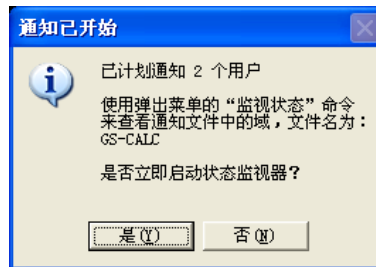 通知已开始
已计划通知 2 个用户
使用弹出菜单的“监视状态”命令
来查看通知文件中的域，文件名为：
GS-CALC
是否立即启动状态监视器？
是(Y)
否(N)